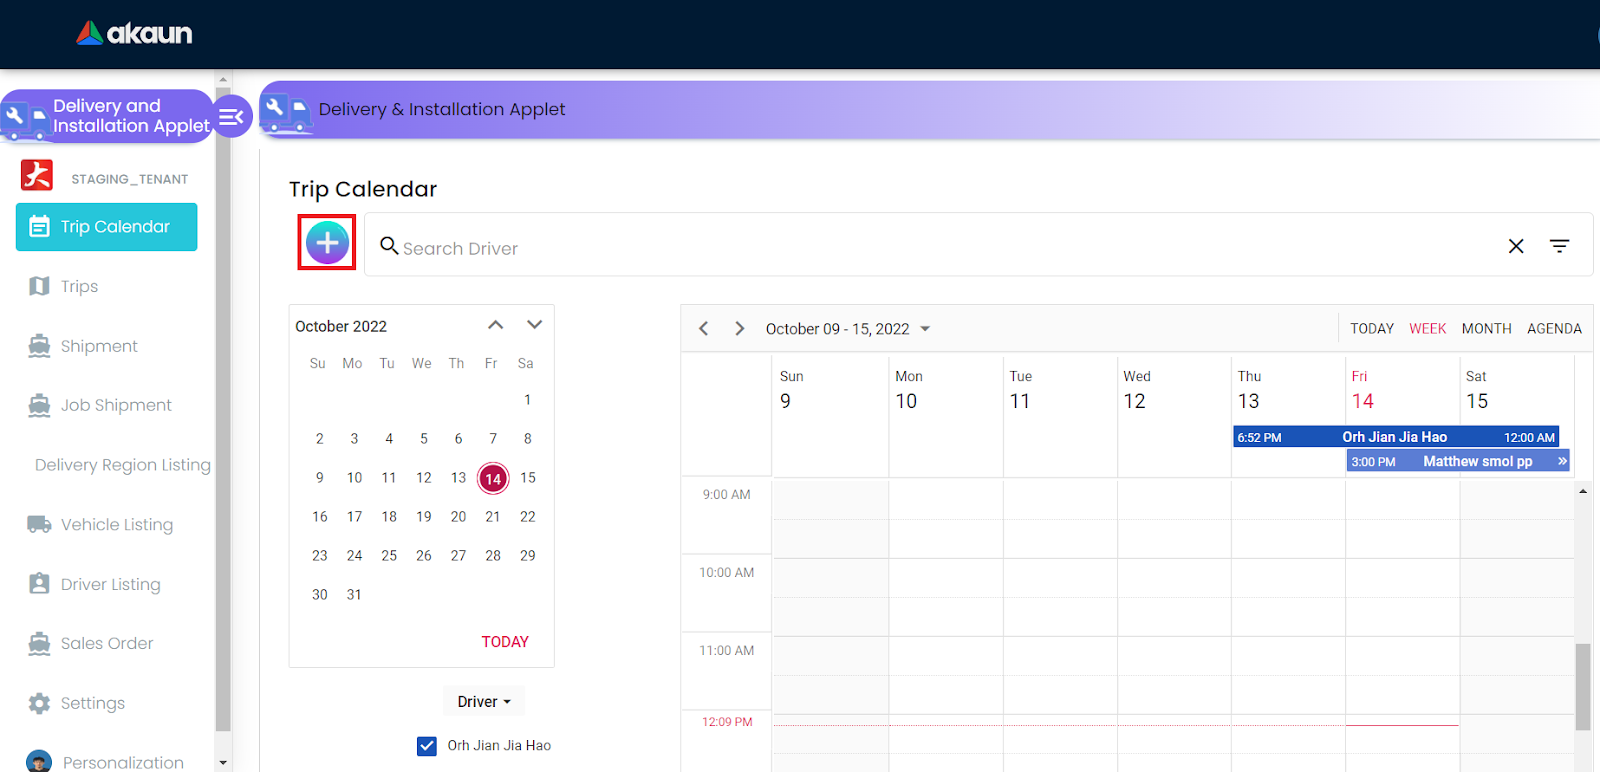 akaun
Delivery and
Installation Applet
Delivery & Installation Applet
STAGING_TENANT
Trip Calendar
Trips
Shipment
Job Shipment
Delivery Region Listing
Vehicle Listing
Driver Listing
Sales Order
Settings
Personalization
Trip Calendar
Search Driver
October 2022
Su Mo Tu We Th Fr Sa
1
2 3 4 5 6 7 8
9 10 11 12 13 14 15
16 17 18 19 20 21 22
23 24 25 26 27 28 29
30 31
TODAY
Driver
Orh Jian Jia Hao
October 09 - 15, 2022
TODAY WEEK MONTH AGENDA
Sun Mon Tue Wed Thu Fri Sat
9 10 11 12 13 14 15
6:52 PM Orh Jian Jia Hao 12:00 AM
3:00 PM Matthew smol pp
9:00 AM
10:00 AM
11:00 AM
12:09 PM